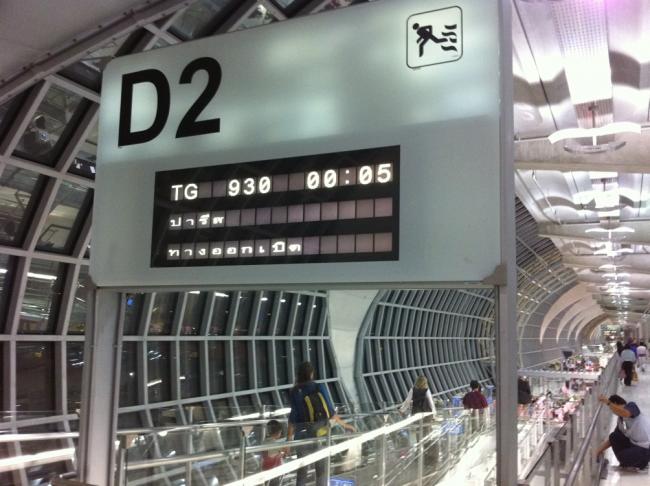 D2
TG 930 00:05
ปารีส
ทางออกเปิด